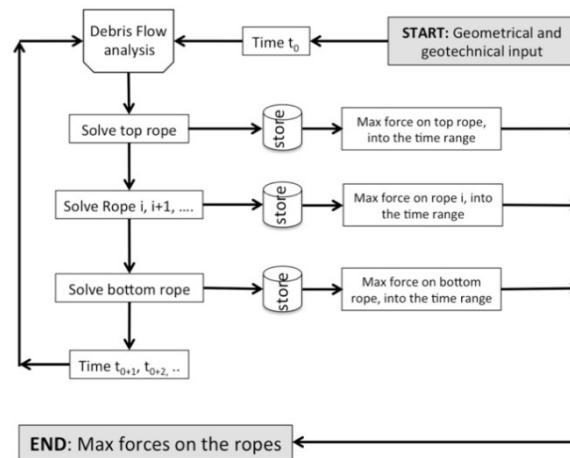 Debris Flow
analysis
Time t₀
START: Geometrical and
geotechnical input
Solve top rope
store
Max force on top rope,
into the time range
Solve Rope i, i+1, ....
store
Max force on rope i, into
the time range
Solve bottom rope
store
Max force on bottom
rope, into the time range
Time t₀₊₁, t₀₊₂, ..
END: Max forces on the ropes